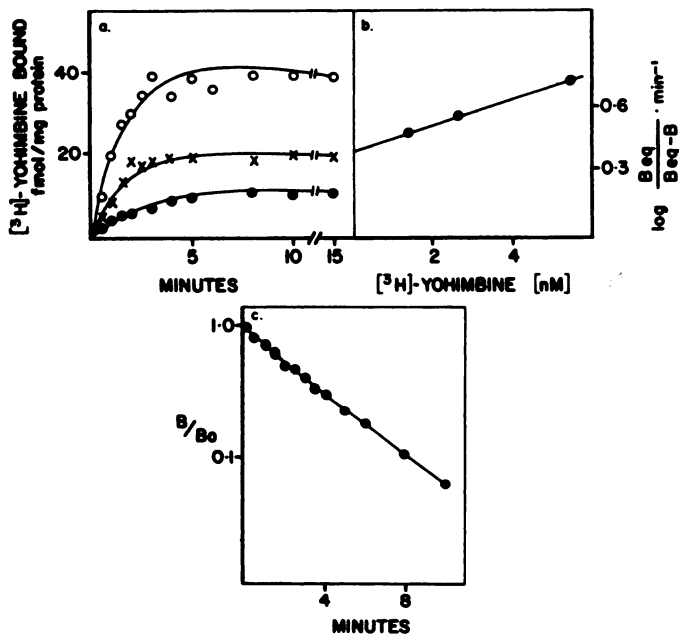 a.
[³H]-YOHIMBINE BOUND
fmol/mg protein
40
20
5
10
15
MINUTES
b.
0·6
0·3
log Beq/Beq-B · min⁻¹
2
4
[³H]-YOHIMBINE [nM]
c.
1·0
B/Bo
0·1
4
8
MINUTES